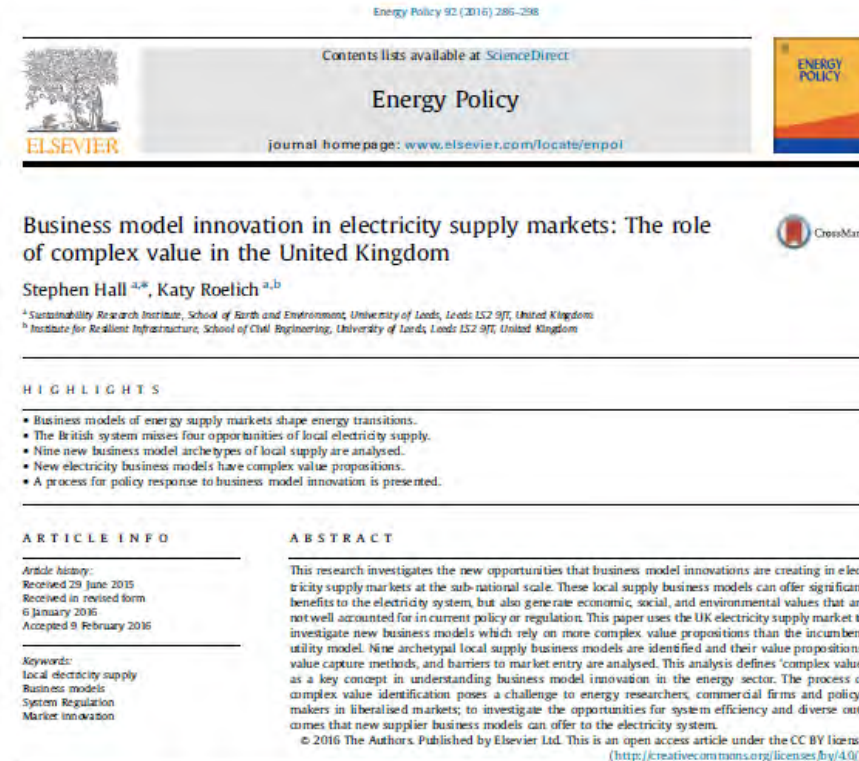 Energy Policy 92 (2016) 286–298
Contents lists available at ScienceDirect
ENERGY
POLICY
Energy Policy
ELSEVIER
journal homepage: www.elsevier.com/locate/enpol
Business model innovation in electricity supply markets: The role
of complex value in the United Kingdom
CrossMar
Stephen Hall a,*, Katy Roelich a,b
a Sustainability Research Institute, School of Earth and Environment, University of Leeds, Leeds LS2 9JT, United Kingdom
b Institute for Resilient Infrastructure, School of Civil Engineering, University of Leeds, Leeds LS2 9JT, United Kingdom
HIGHLIGHTS
• Business models of energy supply markets shape energy transitions.
• The British system misses four opportunities of local electricity supply.
• Nine new business model archetypes of local supply are analysed.
• New electricity business models have complex value propositions.
• A process for policy response to business model innovation is presented.
ARTICLE INFO
Article history:
Received 29 June 2015
Received in revised form
6 January 2016
Accepted 9 February 2016
Keywords:
Local electricity supply
Business models
System Regulation
Market innovation
ABSTRACT
This research investigates the new opportunities that business model innovations are creating in elec
tricity supply markets at the sub-national scale. These local supply business models can offer significan
benefits to the electricity system, but also generate economic, social, and environmental values that ar
not well accounted for in current policy or regulation. This paper uses the UK electricity supply market t
investigate new business models which rely on more complex value propositions than the incumben
utility model. Nine archetypal local supply business models are identified and their value proposition
value capture methods, and barriers to market entry are analysed. This analysis defines 'complex value
as a key concept in understanding business model innovation in the energy sector. The process o
complex value identification poses a challenge to energy researchers, commercial firms and policy
makers in liberalised markets; to investigate the opportunities for system efficiency and diverse out
comes that new supplier business models can offer to the electricity system.
© 2016 The Authors. Published by Elsevier Ltd. This is an open access article under the CC BY licens
(http://creativecommons.org/licenses/by/4.0/